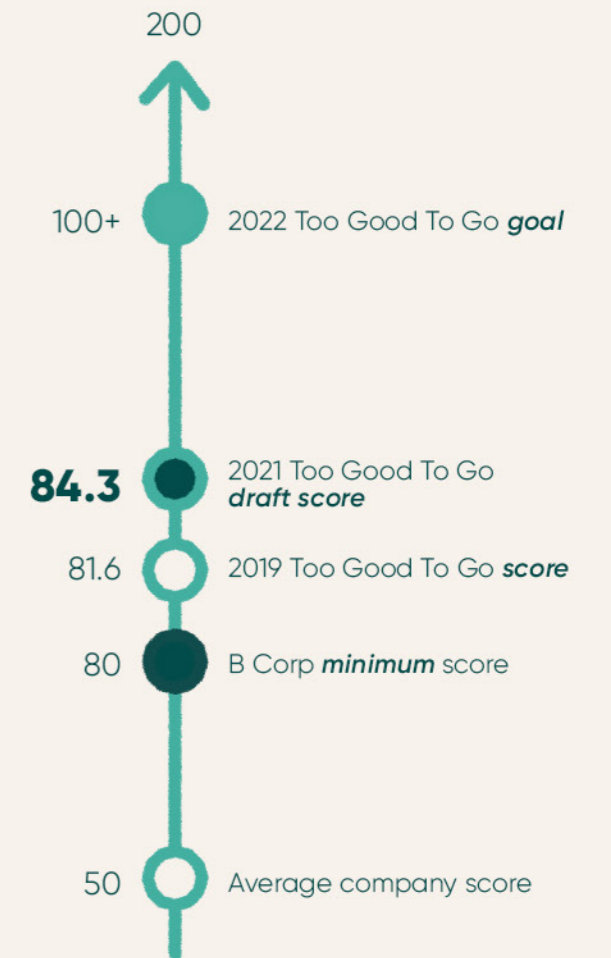 200
100+ 2022 Too Good To Go goal
84.3 2021 Too Good To Go
draft score
81.6 2019 Too Good To Go score
80 B Corp minimum score
50 Average company score